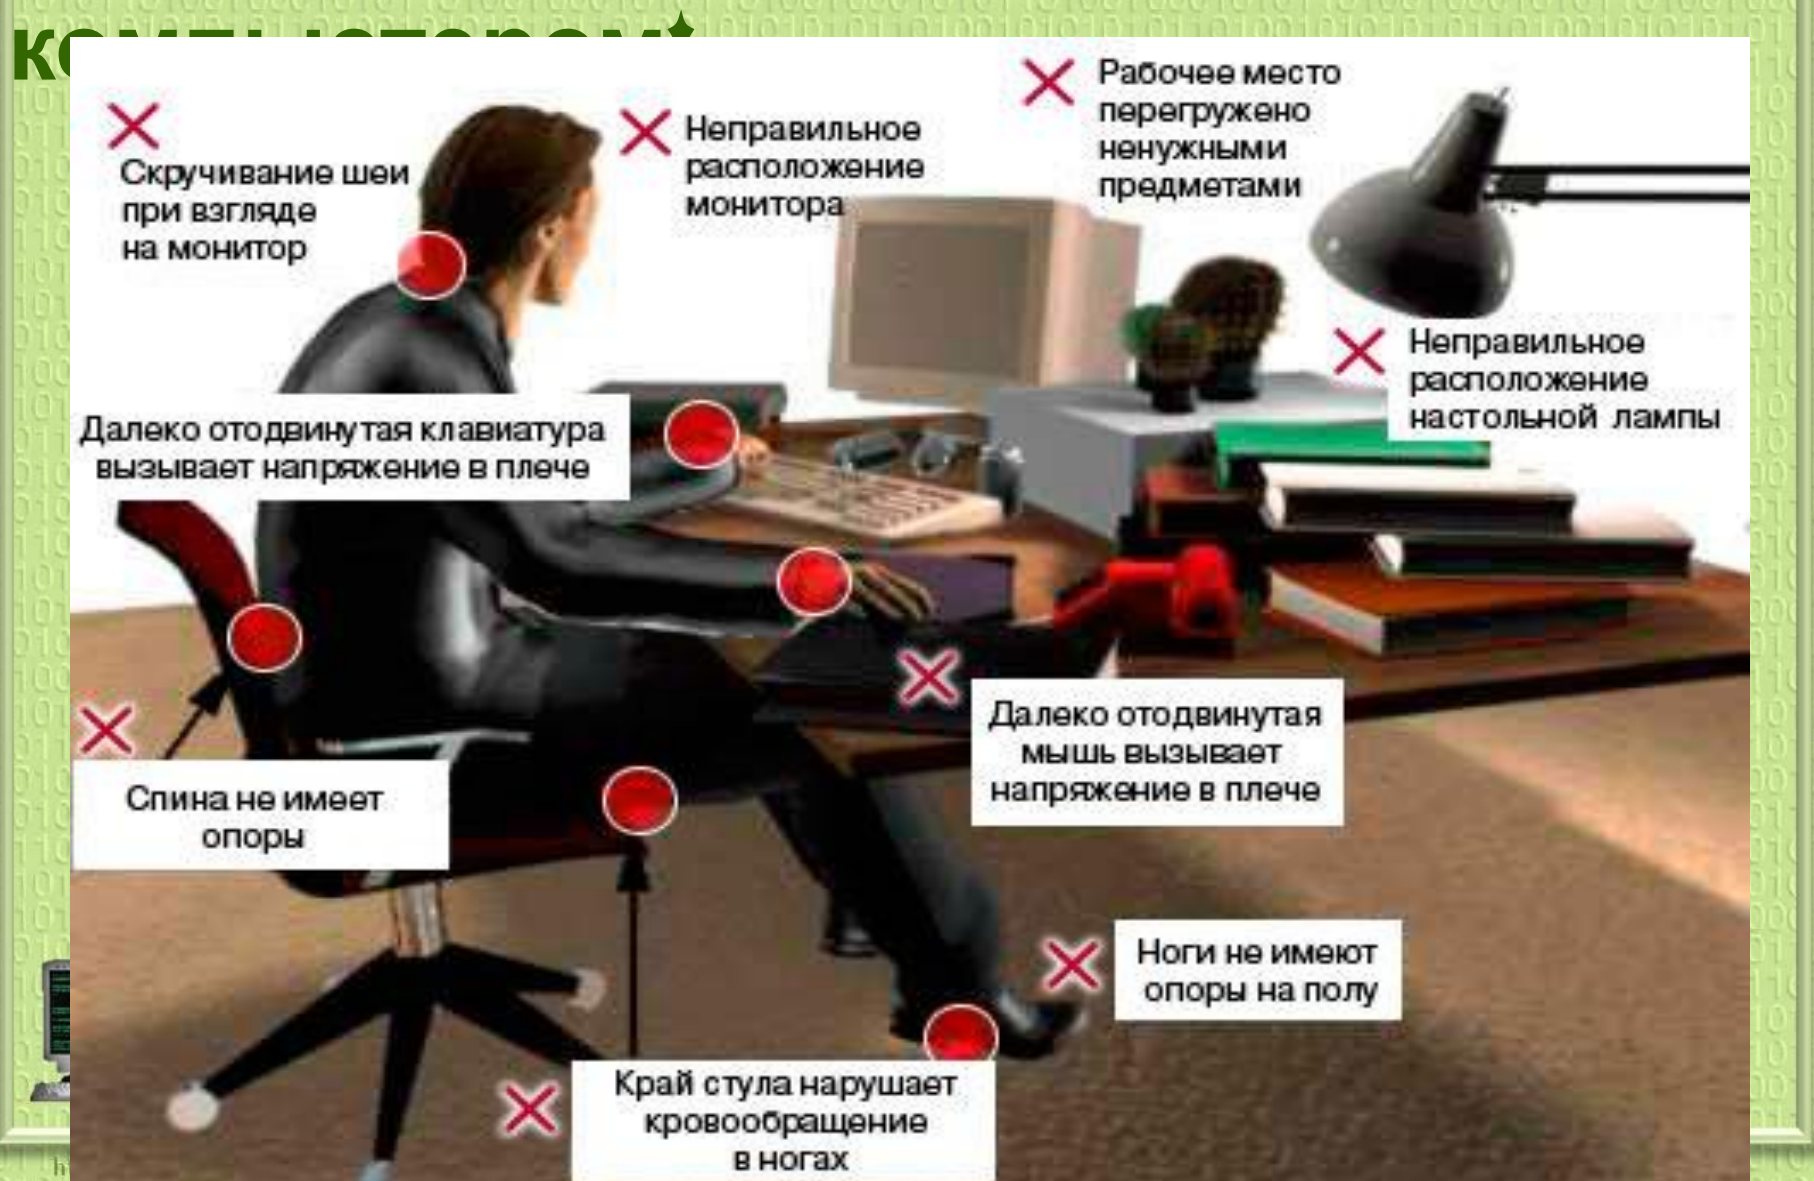 Скручивание шеи
при взгляде
на монитор
Неправильное
расположение
монитора
Рабочее место
перегружено
ненужными
предметами
Неправильное
расположение
настольной лампы
Далеко отодвинутая клавиатура
вызывает напряжение в плече
Далеко отодвинутая
мышь вызывает
напряжение в плече
Спина не имеет
опоры
Ноги не имеют
опоры на полу
Край стула нарушает
кровообращение
в ногах